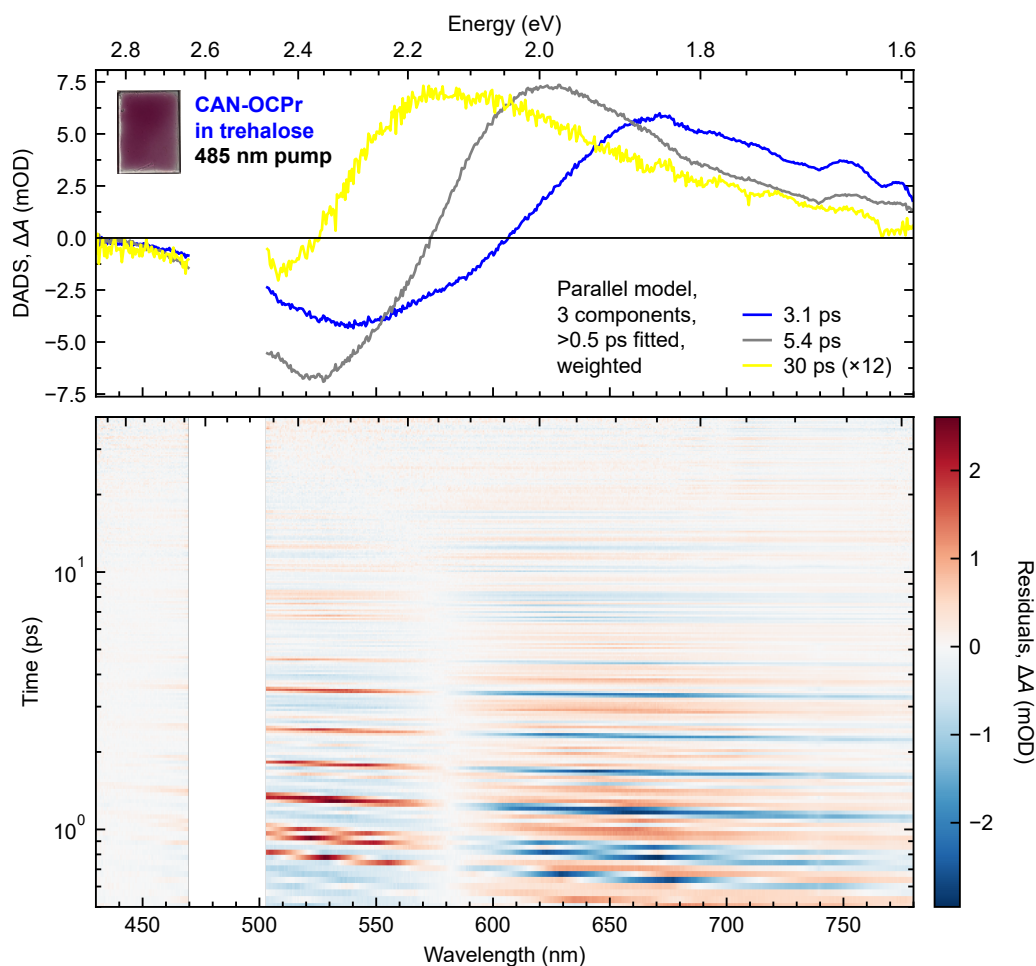 Energy (eV)
2.8 2.6 2.4 2.2 2.0 1.8 1.6
7.5
5.0
2.5
0.0
−2.5
−5.0
−7.5
DADS, ΔA (mOD)
CAN-OCPr
in trehalose
485 nm pump
Parallel model,
3 components,
>0.5 ps fitted,
weighted
3.1 ps
5.4 ps
30 ps (×12)
10¹
10⁰
Time (ps)
450 500 550 600 650 700 750
Wavelength (nm)
2
1
0
−1
−2
Residuals, ΔA (mOD)